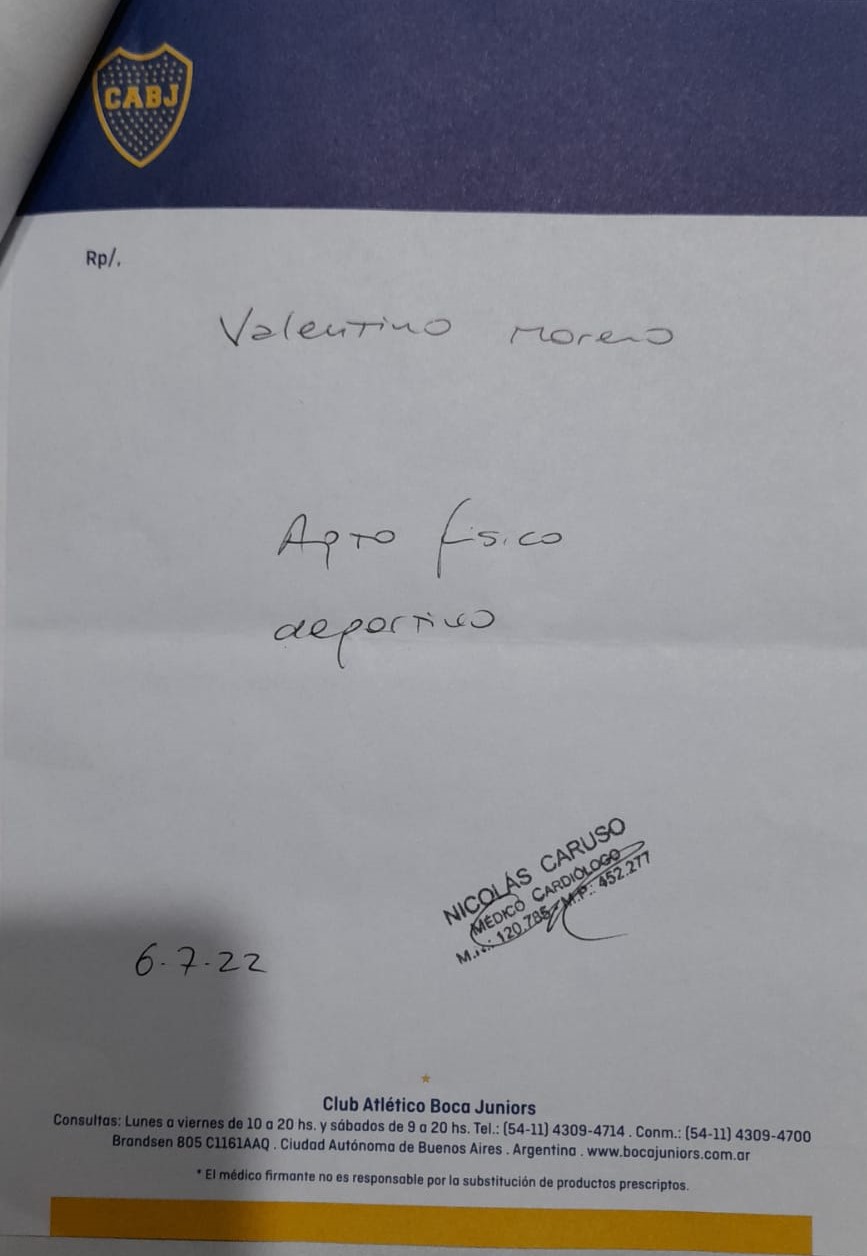 CABJ
Rp/.
Valentino Moreno
Apto físico
deportivo
NICOLÁS CARUSO
MÉDICO CARDIÓLOGO
M.N.: 120.785 - M.P.: 452.277
6.7.22
Club Atlético Boca Juniors
Consultas: Lunes a viernes de 10 a 20 hs. y sábados de 9 a 20 hs. Tel.: (54-11) 4309-4714 . Conm.: (54-11) 4309-4700
Brandsen 805 C1161AAQ . Ciudad Autónoma de Buenos Aires . Argentina . www.bocajuniors.com.ar
* El médico firmante no es responsable por la substitución de productos prescriptos.